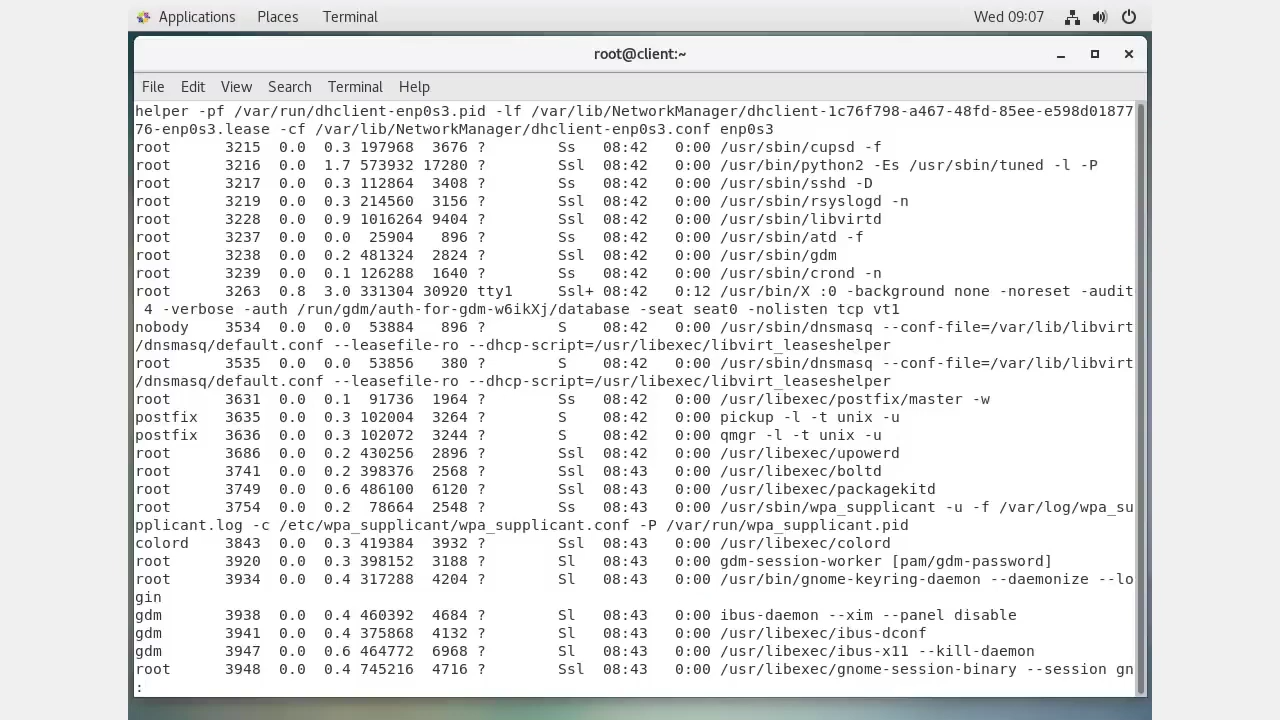 Applications Places Terminal Wed 09:07
root@client:~
File Edit View Search Terminal Help
helper -pf /var/run/dhclient-enp0s3.pid -lf /var/lib/NetworkManager/dhclient-1c76f798-a467-48fd-85ee-e598d01877
76-enp0s3.lease -cf /var/lib/NetworkManager/dhclient-enp0s3.conf enp0s3
root      3215  0.0  0.3 197968  3676 ?        Ss   08:42   0:00 /usr/sbin/cupsd -f
root      3216  0.0  1.7 573932 17280 ?        Ssl  08:42   0:00 /usr/bin/python2 -Es /usr/sbin/tuned -l -P
root      3217  0.0  0.3 112864  3408 ?        Ss   08:42   0:00 /usr/sbin/sshd -D
root      3219  0.0  0.3 214560  3156 ?        Ssl  08:42   0:00 /usr/sbin/rsyslogd -n
root      3228  0.0  0.9 1016264 9404 ?        Ssl  08:42   0:00 /usr/sbin/libvirtd
root      3237  0.0  0.0  25904   896 ?        Ss   08:42   0:00 /usr/sbin/atd -f
root      3238  0.0  0.2 481324  2824 ?        Ssl  08:42   0:00 /usr/sbin/gdm
root      3239  0.0  0.1 126288  1640 ?        Ss   08:42   0:00 /usr/sbin/crond -n
root      3263  0.8  3.0 331304 30920 tty1     Ssl+ 08:42   0:12 /usr/bin/X :0 -background none -noreset -audit
 4 -verbose -auth /run/gdm/auth-for-gdm-w6ikXj/database -seat seat0 -nolisten tcp vt1
nobody    3534  0.0  0.0  53884   896 ?        S    08:42   0:00 /usr/sbin/dnsmasq --conf-file=/var/lib/libvirt
/dnsmasq/default.conf --leasefile-ro --dhcp-script=/usr/libexec/libvirt_leaseshelper
root      3535  0.0  0.0  53856   380 ?        S    08:42   0:00 /usr/sbin/dnsmasq --conf-file=/var/lib/libvirt
/dnsmasq/default.conf --leasefile-ro --dhcp-script=/usr/libexec/libvirt_leaseshelper
root      3631  0.0  0.1  91736  1964 ?        Ss   08:42   0:00 /usr/libexec/postfix/master -w
postfix   3635  0.0  0.3 102004  3264 ?        S    08:42   0:00 pickup -l -t unix -u
postfix   3636  0.0  0.3 102072  3244 ?        S    08:42   0:00 qmgr -l -t unix -u
root      3686  0.0  0.2 430256  2896 ?        Ssl  08:42   0:00 /usr/libexec/upowerd
root      3741  0.0  0.2 398376  2568 ?        Ssl  08:43   0:00 /usr/libexec/boltd
root      3749  0.0  0.6 486100  6120 ?        Ssl  08:43   0:00 /usr/libexec/packagekitd
root      3754  0.0  0.2  78664  2548 ?        Ss   08:43   0:00 /usr/sbin/wpa_supplicant -u -f /var/log/wpa_su
pplicant.log -c /etc/wpa_supplicant/wpa_supplicant.conf -P /var/run/wpa_supplicant.pid
colord    3843  0.0  0.3 419384  3932 ?        Ssl  08:43   0:00 /usr/libexec/colord
root      3920  0.0  0.3 398152  3188 ?        Sl   08:43   0:00 gdm-session-worker [pam/gdm-password]
root      3934  0.0  0.4 317288  4204 ?        Sl   08:43   0:00 /usr/bin/gnome-keyring-daemon --daemonize --lo
gin
gdm       3938  0.0  0.4 460392  4684 ?        Sl   08:43   0:00 ibus-daemon --xim --panel disable
gdm       3941  0.0  0.4 375868  4132 ?        Sl   08:43   0:00 /usr/libexec/ibus-dconf
gdm       3947  0.0  0.6 464772  6968 ?        Sl   08:43   0:00 /usr/libexec/ibus-x11 --kill-daemon
root      3948  0.0  0.4 745216  4716 ?        Ssl  08:43   0:00 /usr/libexec/gnome-session-binary --session gn
: